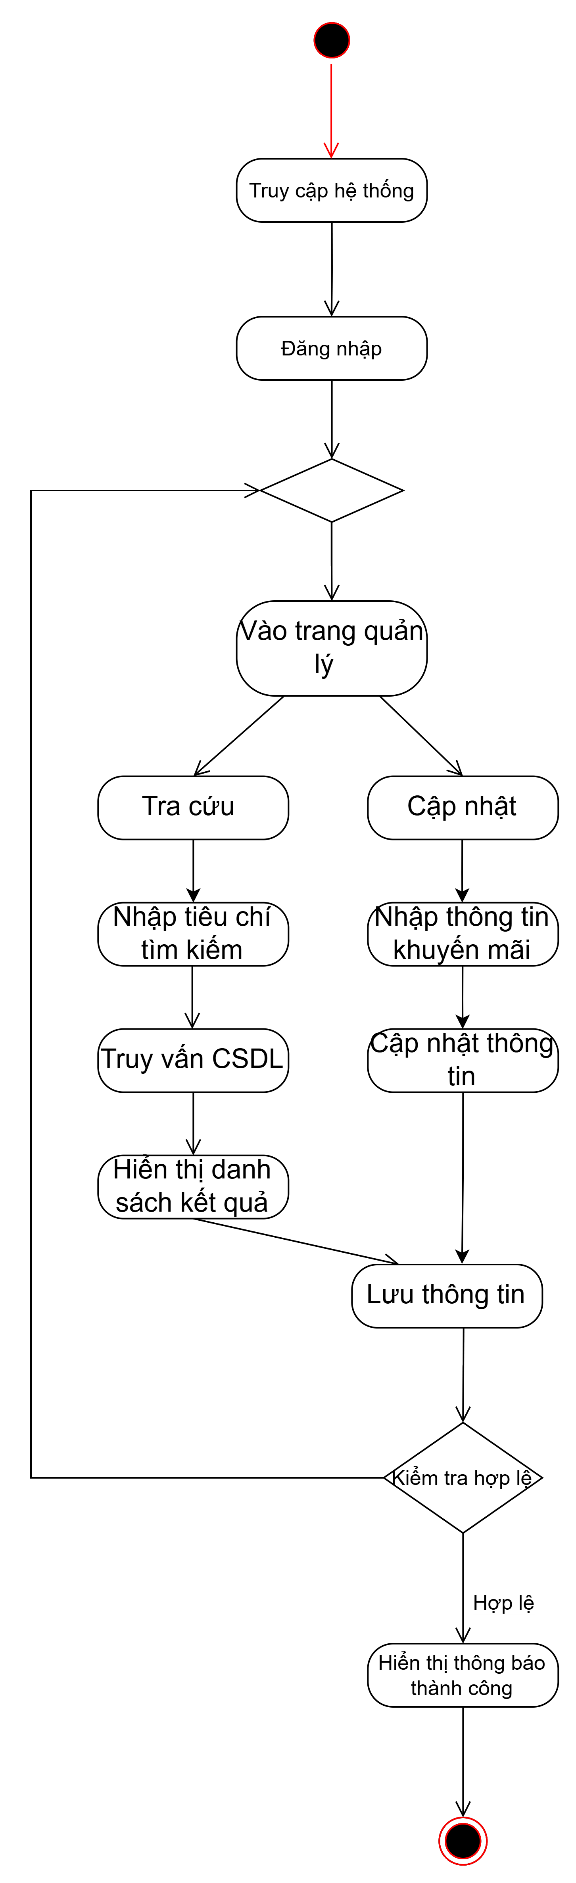 Truy cập hệ thống
Đăng nhập
Vào trang quản
lý
Tra cứu
Cập nhật
Nhập tiêu chí
tìm kiếm
Nhập thông tin
khuyến mãi
Truy vấn CSDL
Cập nhật thông
tin
Hiển thị danh
sách kết quả
Lưu thông tin
Kiểm tra hợp lệ
Hợp lệ
Hiển thị thông báo
thành công